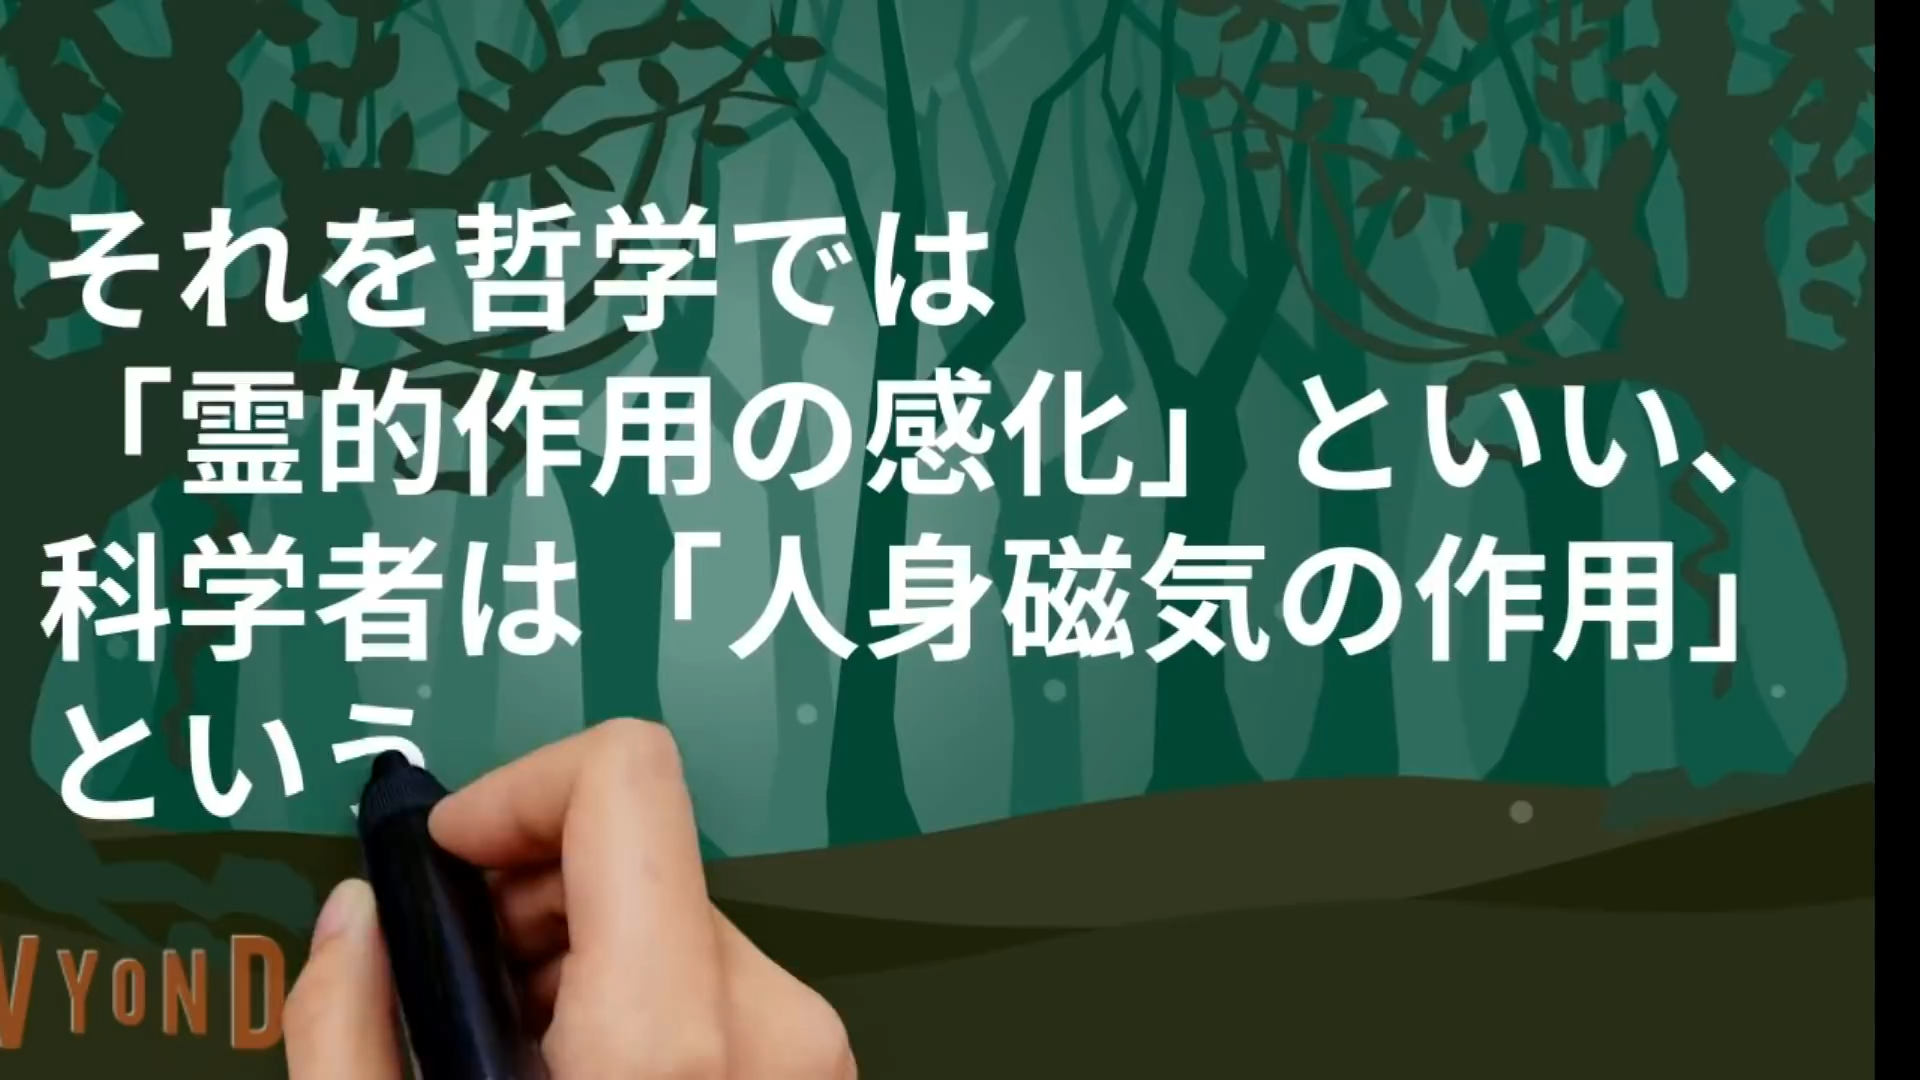 それを哲学では
「霊的作用の感化」といい、
科学者は「人身磁気の作用」
という
VYOND